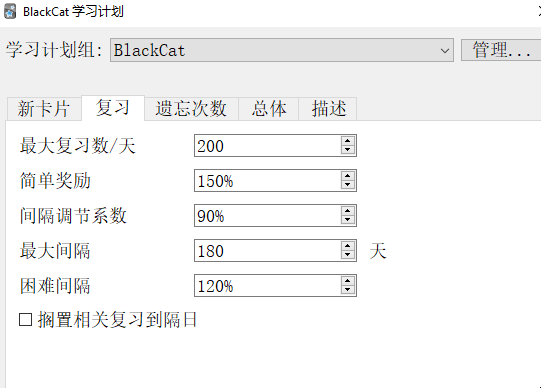 BlackCat 学习计划
学习计划组: BlackCat 管理...
新卡片 复习 遗忘次数 总体 描述
最大复习数/天 200
简单奖励 150%
间隔调节系数 90%
最大间隔 180 天
困难间隔 120%
搁置相关复习到隔日